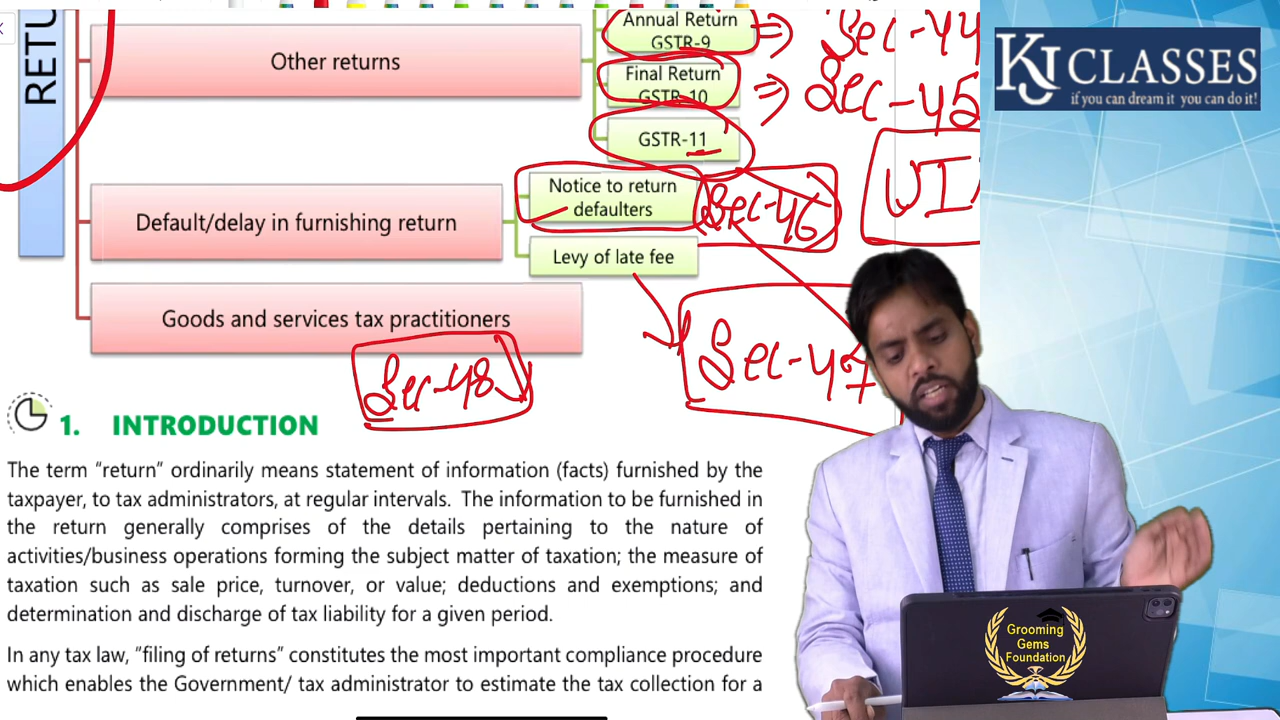 RETU
Other returns
Annual Return
GSTR-9
⇒ Sec-44
Final Return
GSTR-10
⇒ Sec-45
GSTR-11
UI
Notice to return
defaulters
Sec-46
Default/delay in furnishing return
Levy of late fee
Sec-47
Goods and services tax practitioners
Sec-48
1. INTRODUCTION
The term “return” ordinarily means statement of information (facts) furnished by the
taxpayer, to tax administrators, at regular intervals. The information to be furnished in
the return generally comprises of the details pertaining to the nature of
activities/business operations forming the subject matter of taxation; the measure of
taxation such as sale price, turnover, or value; deductions and exemptions; and
determination and discharge of tax liability for a given period.
In any tax law, “filing of returns” constitutes the most important compliance procedure
which enables the Government/ tax administrator to estimate the tax collection for a
KJ CLASSES
if you can dream it you can do it!
Grooming
Gems
Foundation